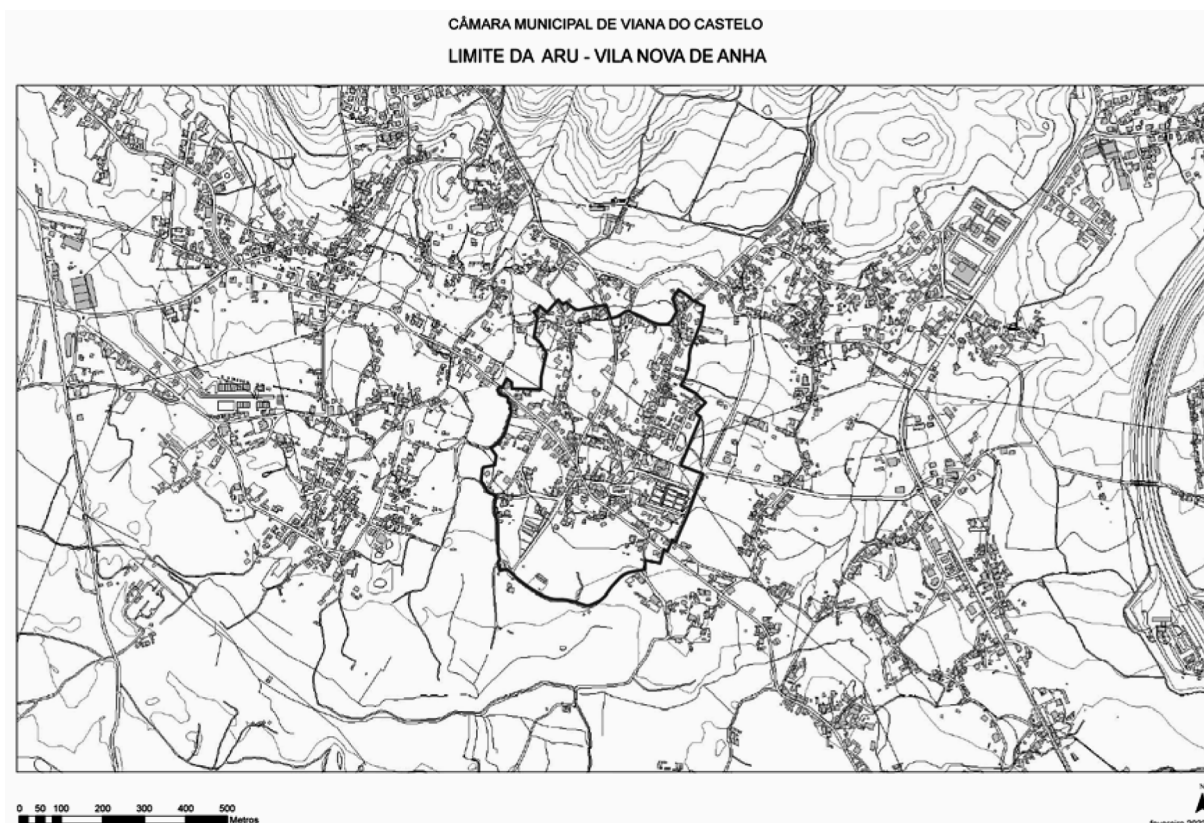 CÂMARA MUNICIPAL DE VIANA DO CASTELO
LIMITE DA ARU - VILA NOVA DE ANHA
0 50 100 200 300 400 500
Metros
fevereiro